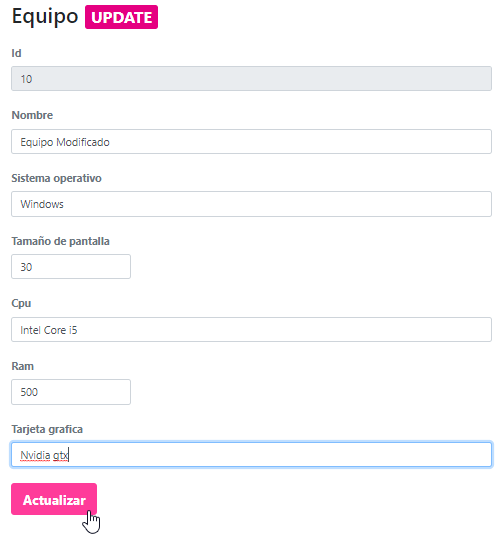 Equipo UPDATE
Id
10
Nombre
Equipo Modificado
Sistema operativo
Windows
Tamaño de pantalla
30
Cpu
Intel Core i5
Ram
500
Tarjeta grafica
Nvidia gtx
Actualizar